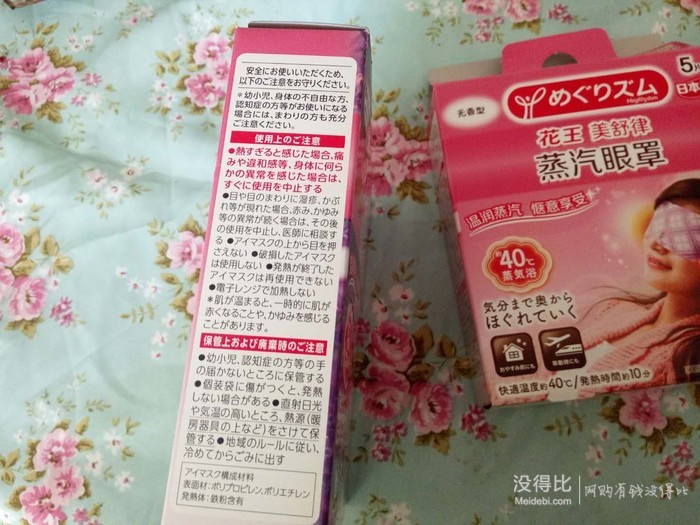 安全にお使いいただくため、
以下のご注意をお守りください。
＊幼小児、身体の不自由な方、
認知症の方等がお使いになる
場合には、まわりの方も充分
ご注意ください。
使用上のご注意
●熱すぎると感じた場合、痛
みや違和感等、身体に何ら
かの異常を感じた場合は、
すぐに使用を中止する
●目や目のまわりに湿疹、かぶ
れ等が現れた場合、赤み、かゆみ
等の異常が続く場合は、その後
の使用を中止し、医師に相談す
る ●アイマスクの上から目を押
さえない ●破損したアイマスク
は使用しない ●発熱が終了した
アイマスクは再使用できない
●電子レンジで加熱しない
＊肌が温まると、一時的に肌が
赤くなることや、かゆみを感じる
ことがあります。
保管上および廃棄時のご注意
●幼小児、認知症の方等の手
の届かないところに保管する
●個装袋に傷がつくと、発熱
しない場合がある ●直射日光
や気温の高いところ、熱源（暖
房器具の上など）をさけて保
管する ●地域のルールに従い、
冷めてからごみに出す
アイマスク構成材料
表面材：ポリプロピレン、ポリエチレン
発熱体：鉄粉含有
5片
日本
无香型
めぐりズム
MegRhythm
花王 美舒律
蒸汽眼罩
温润蒸汽 惬意享受
約40℃
蒸気浴
気分まで奥から
ほぐれていく
おやすみ前にも
移動時にも
快適温度約40℃/発熱時間約10分
没得比
Meidebi.com
网购有钱没得比